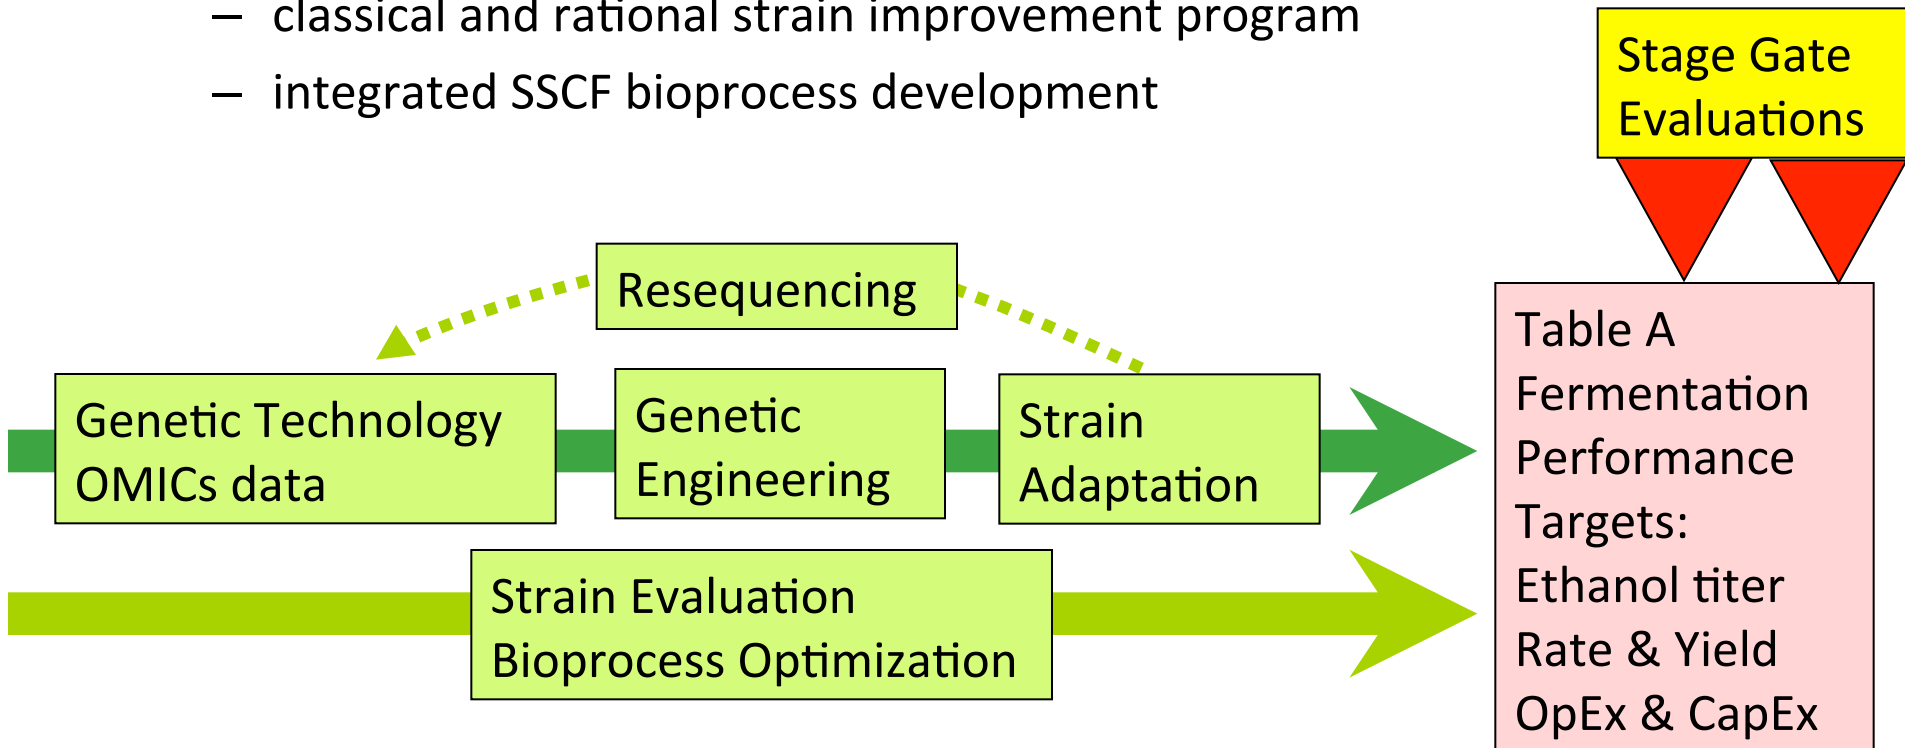 – classical and rational strain improvement program
– integrated SSCF bioprocess development
Stage Gate
Evaluations
Resequencing
Genetic Technology
OMICs data
Genetic
Engineering
Strain
Adaptation
Strain Evaluation
Bioprocess Optimization
Table A
Fermentation
Performance
Targets:
Ethanol titer
Rate & Yield
OpEx & CapEx